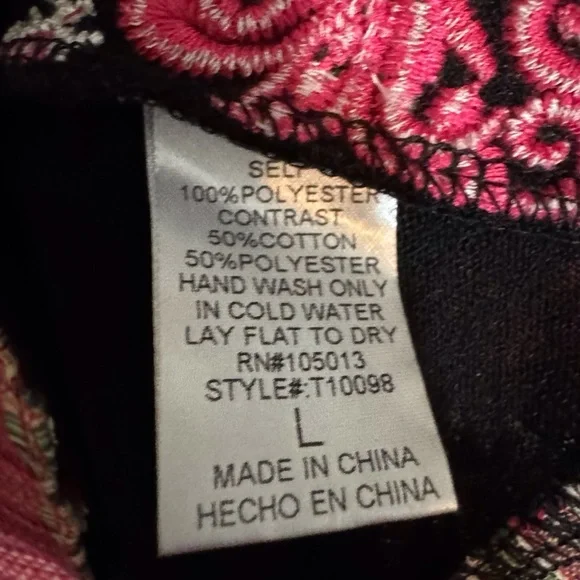 SELF
100%POLYESTER
CONTRAST
50%COTTON
50%POLYESTER
HAND WASH ONLY
IN COLD WATER
LAY FLAT TO DRY
RN#105013
STYLE#:T10098
L
MADE IN CHINA
HECHO EN CHINA